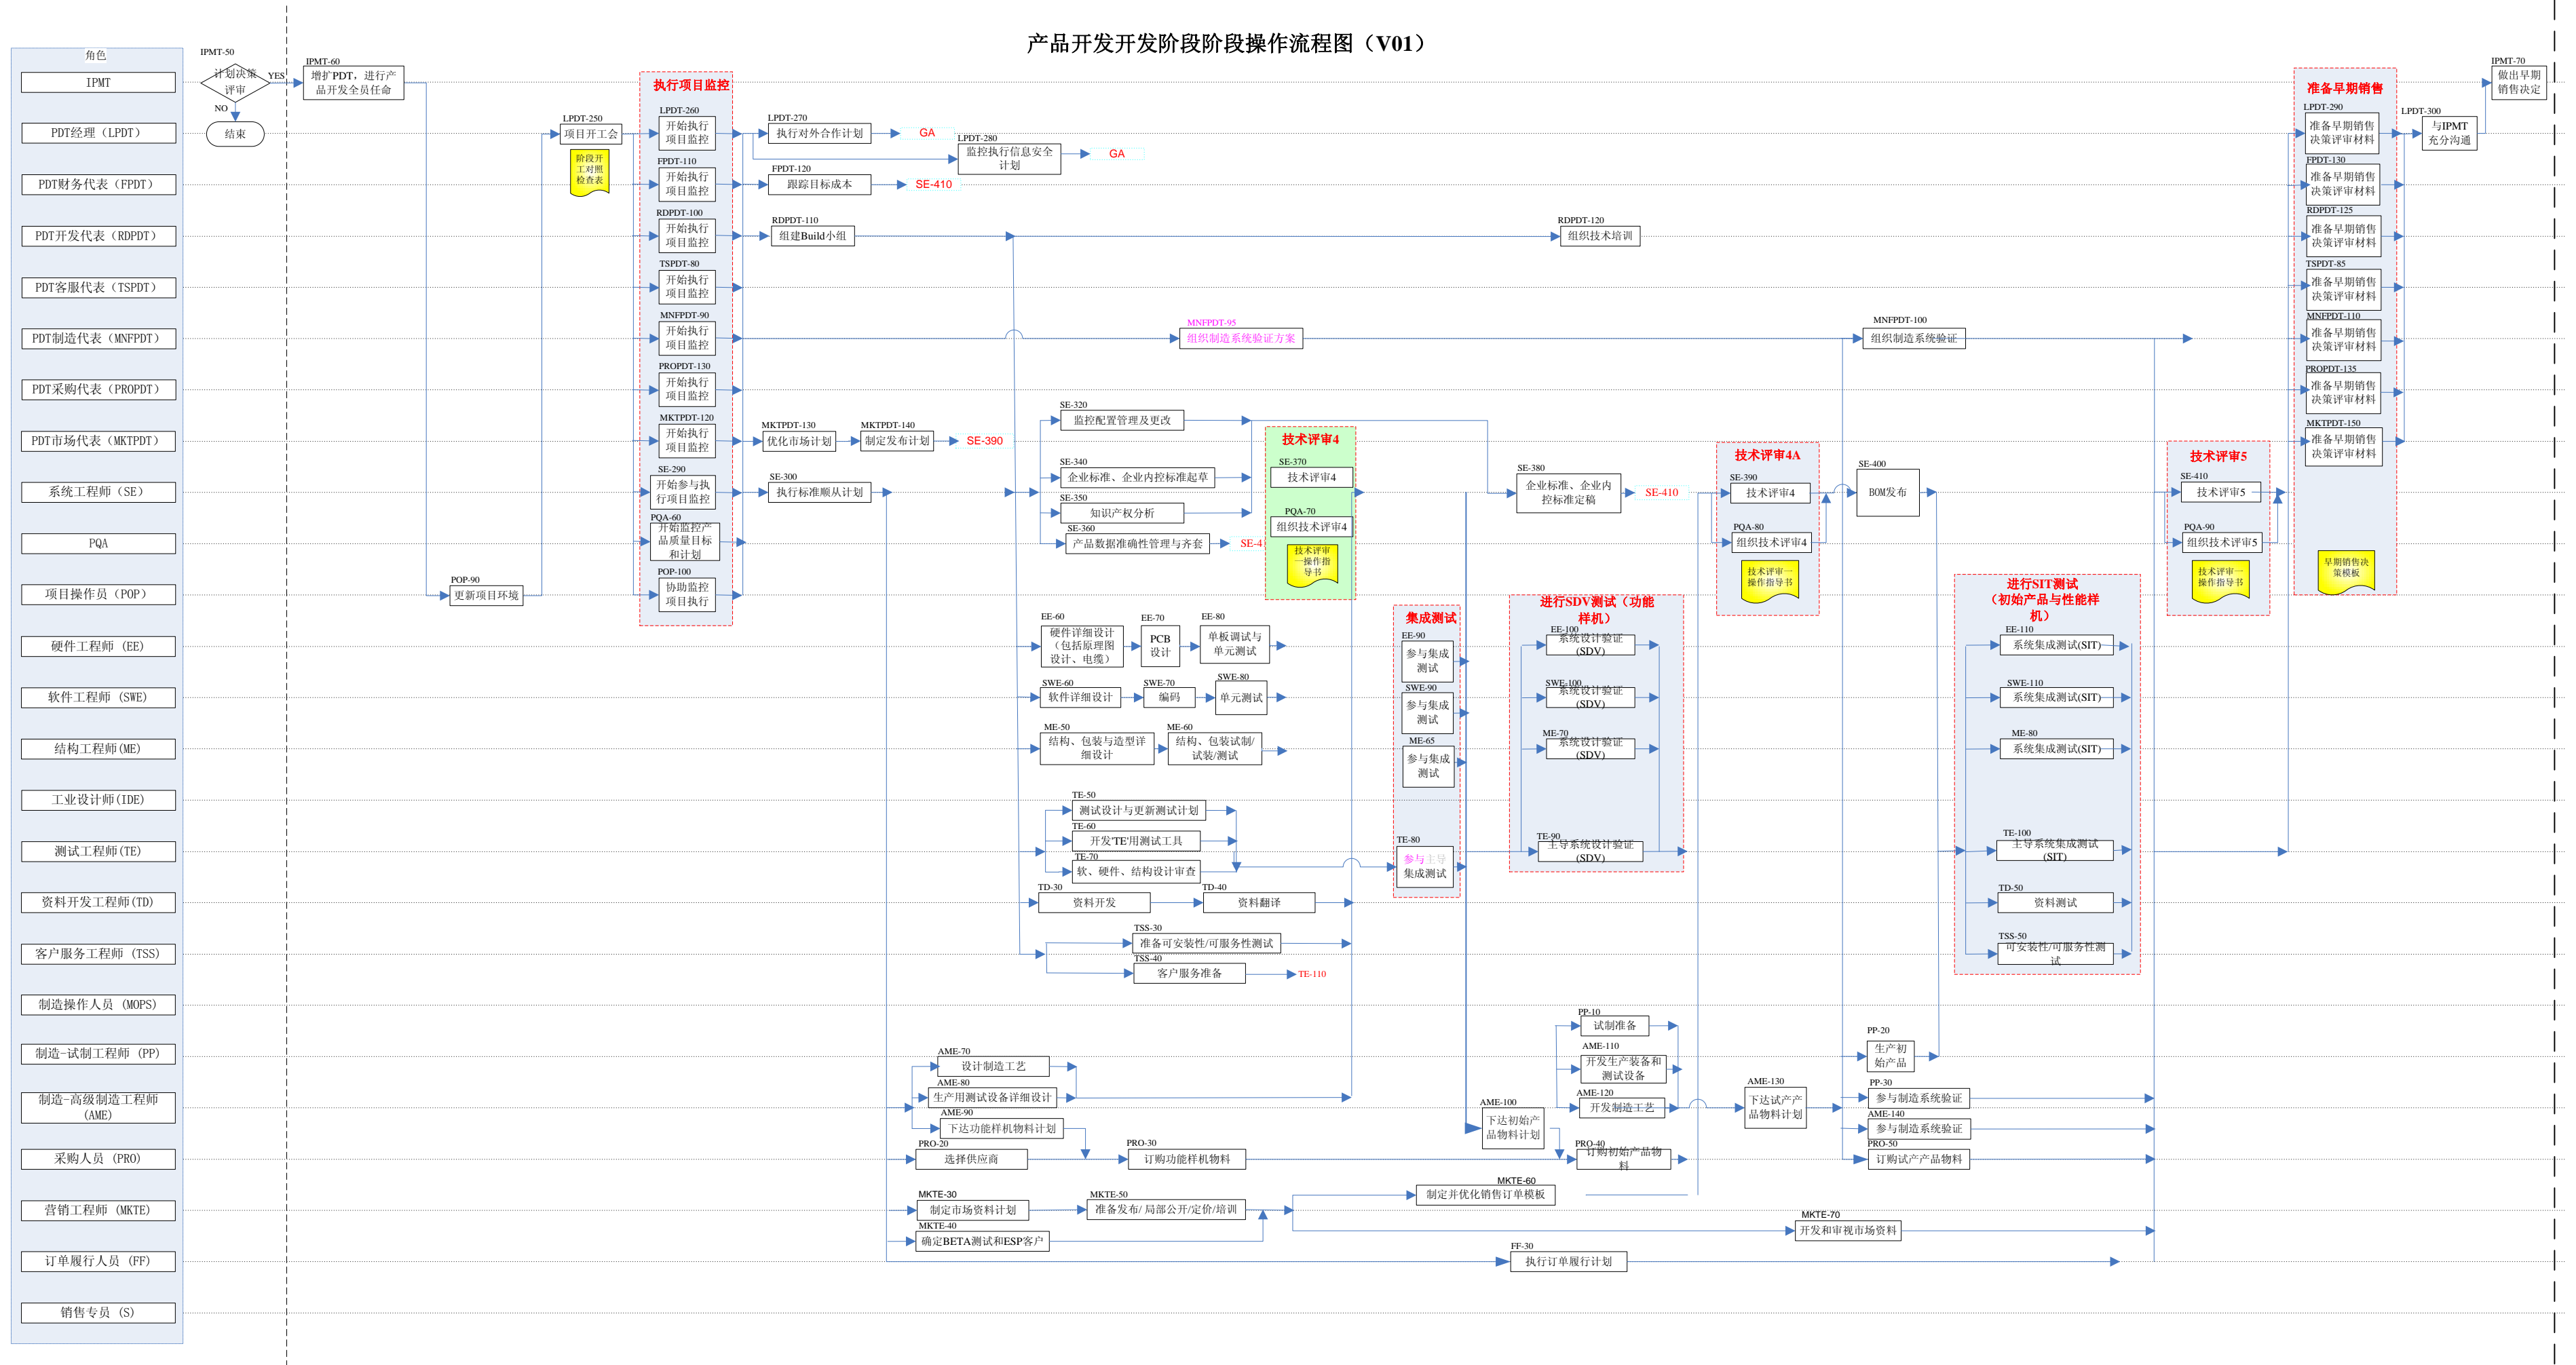 产品开发开发阶段阶段操作流程图（V01）
角色
IPMT
PDT经理（LPDT）
PDT财务代表（FPDT）
PDT开发代表（RDPDT）
PDT客服代表（TSPDT）
PDT制造代表（MNFPDT）
PDT采购代表（PROPDT）
PDT市场代表（MKTPDT）
系统工程师（SE）
PQA
项目操作员（POP）
硬件工程师 (EE)
软件工程师 (SWE)
结构工程师(ME)
工业设计师(IDE)
测试工程师(TE)
资料开发工程师(TD)
客户服务工程师 (TSS)
制造操作人员 (MOPS)
制造-试制工程师 (PP)
制造-高级制造工程师
(AME)
采购人员 (PRO)
营销工程师 (MKTE)
订单履行人员 (FF)
销售专员 (S)
IPMT-50
计划决策
评审
YES
NO
结束
IPMT-60
增扩PDT，进行产
品开发全员任命
POP-90
更新项目环境
LPDT-250
项目开工会
阶段开
工对照
检查表
执行项目监控
LPDT-260
开始执行
项目监控
FPDT-110
开始执行
项目监控
RDPDT-100
开始执行
项目监控
TSPDT-80
开始执行
项目监控
MNFPDT-90
开始执行
项目监控
PROPDT-130
开始执行
项目监控
MKTPDT-120
开始执行
项目监控
SE-290
开始参与执
行项目监控
PQA-60
开始监控产
品质量目标
和计划
POP-100
协助监控
项目执行
LPDT-270
执行对外合作计划
GA
LPDT-280
监控执行信息安全
计划
GA
FPDT-120
跟踪目标成本
SE-410
RDPDT-110
组建Build小组
RDPDT-120
组织技术培训
MNFPDT-95
组织制造系统验证方案
MNFPDT-100
组织制造系统验证
MKTPDT-130
优化市场计划
MKTPDT-140
制定发布计划
SE-390
SE-300
执行标准顺从计划
SE-320
监控配置管理及更改
SE-340
企业标准、企业内控标准起草
SE-350
知识产权分析
SE-360
产品数据准确性管理与齐套
SE-4
技术评审4
SE-370
技术评审4
PQA-70
组织技术评审4
技术评审
一操作指
导书
SE-380
企业标准、企业内
控标准定稿
SE-410
技术评审4A
SE-390
技术评审4
PQA-80
组织技术评审4
技术评审一
操作指导书
SE-400
BOM发布
技术评审5
SE-410
技术评审5
PQA-90
组织技术评审5
技术评审一
操作指导书
准备早期销售
LPDT-290
准备早期销售
决策评审材料
FPDT-130
准备早期销售
决策评审材料
RDPDT-125
准备早期销售
决策评审材料
TSPDT-85
准备早期销售
决策评审材料
MNFPDT-110
准备早期销售
决策评审材料
PROPDT-135
准备早期销售
决策评审材料
MKTPDT-150
准备早期销售
决策评审材料
早期销售决
策模板
LPDT-300
与IPMT
充分沟通
IPMT-70
做出早期
销售决定
EE-60
硬件详细设计
（包括原理图
设计、电缆）
EE-70
PCB
设计
EE-80
单板调试与
单元测试
SWE-60
软件详细设计
SWE-70
编码
SWE-80
单元测试
ME-50
结构、包装与造型详
细设计
ME-60
结构、包装试制/
试装/测试
TE-50
测试设计与更新测试计划
TE-60
开发'TE'用测试工具
TE-70
软、硬件、结构设计审查
TD-30
资料开发
TD-40
资料翻译
TSS-30
准备可安装性/可服务性测试
TSS-40
客户服务准备
TE-110
集成测试
EE-90
参与集成
测试
SWE-90
参与集成
测试
ME-65
参与集成
测试
TE-80
参与主导
集成测试
进行SDV测试（功能
样机）
EE-100
系统设计验证
(SDV)
SWE-100
系统设计验证
(SDV)
ME-70
系统设计验证
(SDV)
TE-90
主导系统设计验证
(SDV)
进行SIT测试
（初始产品与性能样
机）
EE-110
系统集成测试(SIT)
SWE-110
系统集成测试(SIT)
ME-80
系统集成测试(SIT)
TE-100
主导系统集成测试
(SIT)
TD-50
资料测试
TSS-50
可安装性/可服务性测
试
AME-70
设计制造工艺
AME-80
生产用测试设备详细设计
AME-90
下达功能样机物料计划
PRO-20
选择供应商
PRO-30
订购功能样机物料
AME-100
下达初始产
品物料计划
PP-10
试制准备
AME-110
开发生产装备和
测试设备
AME-120
开发制造工艺
PRO-40
订购初始产品物
料
AME-130
下达试产产
品物料计划
PP-20
生产初
始产品
PP-30
参与制造系统验证
AME-140
参与制造系统验证
PRO-50
订购试产产品物料
MKTE-30
制定市场资料计划
MKTE-40
确定BETA测试和ESP客户
MKTE-50
准备发布/ 局部公开/定价/培训
MKTE-60
制定并优化销售订单模板
MKTE-70
开发和审视市场资料
FF-30
执行订单履行计划